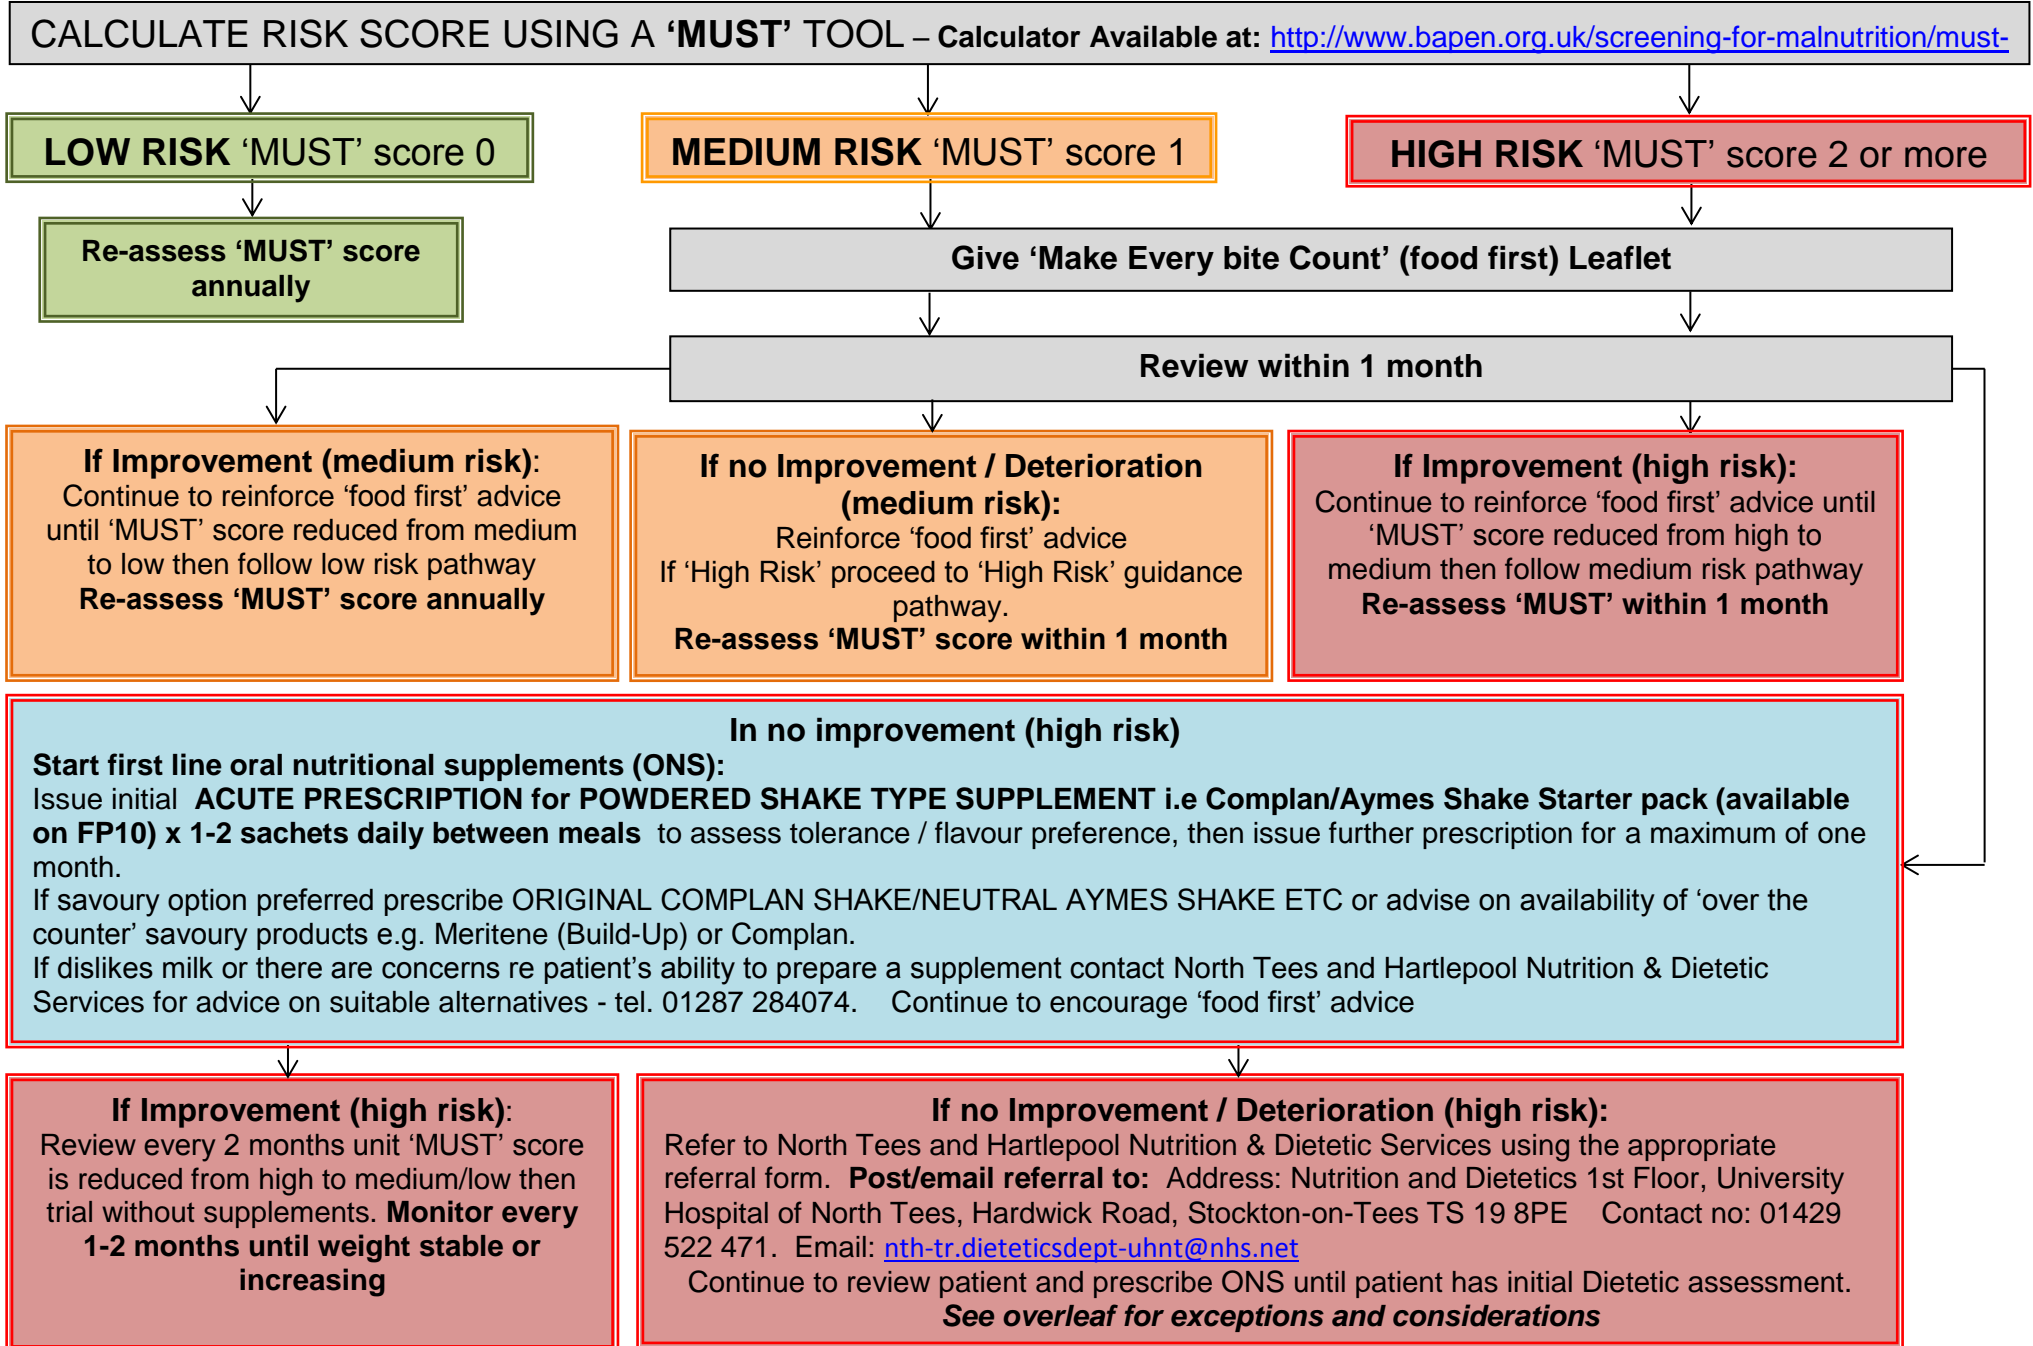 CALCULATE RISK SCORE USING A ‘MUST’ TOOL – Calculator Available at: http://www.bapen.org.uk/screening-for-malnutrition/must-
LOW RISK ‘MUST’ score 0
MEDIUM RISK ‘MUST’ score 1
HIGH RISK ‘MUST’ score 2 or more
Re-assess ‘MUST’ score
annually
Give ‘Make Every bite Count’ (food first) Leaflet
Review within 1 month
If Improvement (medium risk):
Continue to reinforce ‘food first’ advice
until ‘MUST’ score reduced from medium
to low then follow low risk pathway
Re-assess ‘MUST’ score annually
If no Improvement / Deterioration
(medium risk):
Reinforce ‘food first’ advice
If ‘High Risk’ proceed to ‘High Risk’ guidance
pathway.
Re-assess ‘MUST’ score within 1 month
If Improvement (high risk):
Continue to reinforce ‘food first’ advice until
‘MUST’ score reduced from high to
medium then follow medium risk pathway
Re-assess ‘MUST’ within 1 month
In no improvement (high risk)
Start first line oral nutritional supplements (ONS):
Issue initial ACUTE PRESCRIPTION for POWDERED SHAKE TYPE SUPPLEMENT i.e Complan/Aymes Shake Starter pack (available
on FP10) x 1-2 sachets daily between meals to assess tolerance / flavour preference, then issue further prescription for a maximum of one
month.
If savoury option preferred prescribe ORIGINAL COMPLAN SHAKE/NEUTRAL AYMES SHAKE ETC or advise on availability of ‘over the
counter’ savoury products e.g. Meritene (Build-Up) or Complan.
If dislikes milk or there are concerns re patient’s ability to prepare a supplement contact North Tees and Hartlepool Nutrition & Dietetic
Services for advice on suitable alternatives - tel. 01287 284074. Continue to encourage ‘food first’ advice
If Improvement (high risk):
Review every 2 months unit ‘MUST’ score
is reduced from high to medium/low then
trial without supplements. Monitor every
1-2 months until weight stable or
increasing
If no Improvement / Deterioration (high risk):
Refer to North Tees and Hartlepool Nutrition & Dietetic Services using the appropriate
referral form. Post/email referral to: Address: Nutrition and Dietetics 1st Floor, University
Hospital of North Tees, Hardwick Road, Stockton-on-Tees TS 19 8PE Contact no: 01429
522 471. Email: nth-tr.dieteticsdept-uhnt@nhs.net
Continue to review patient and prescribe ONS until patient has initial Dietetic assessment.
See overleaf for exceptions and considerations